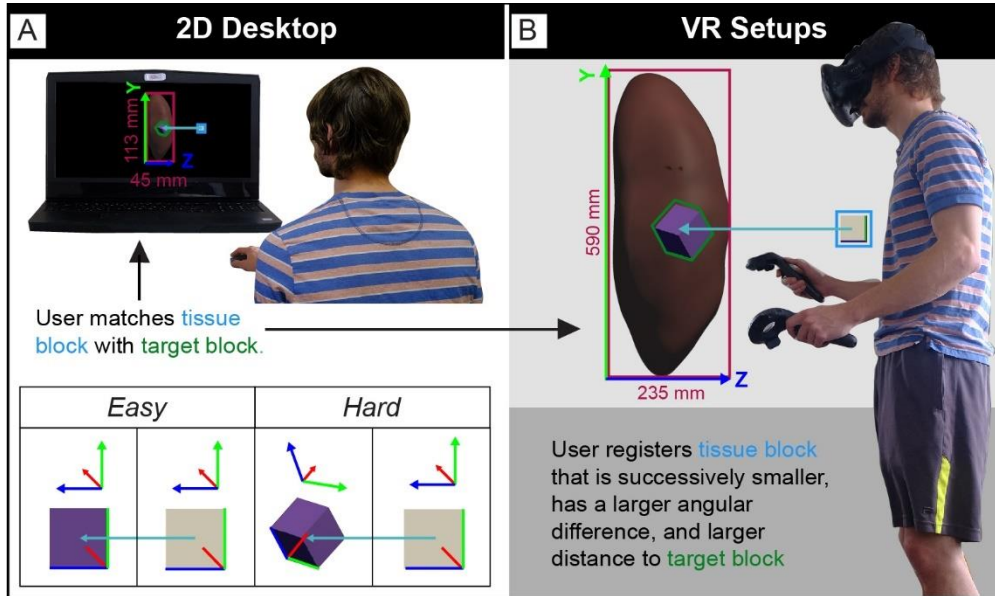 A
2D Desktop
Y
113 mm
Z
45 mm
User matches tissue
block with target block.
Easy
Hard
B
VR Setups
Y
590 mm
Z
235 mm
User registers tissue block
that is successively smaller,
has a larger angular
difference, and larger
distance to target block